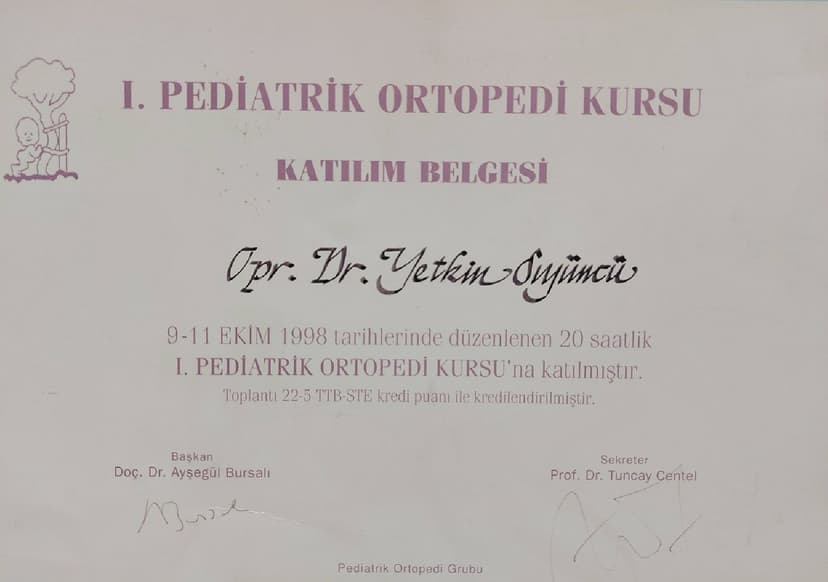 I. PEDİATRİK ORTOPEDİ KURSU
KATILIM BELGESİ
Opr. Dr. Yetkin Söyüncü
9-11 EKİM 1998 tarihlerinde düzenlenen 20 saatlik
I. PEDİATRİK ORTOPEDİ KURSU'na katılmıştır.
Toplantı 22-5 TTB-STE kredi puanı ile kredilendirilmiştir.
Başkan
Doç. Dr. Ayşegül Bursalı
Sekreter
Prof. Dr. Tuncay Centel
Pediatrik Ortopedi Grubu